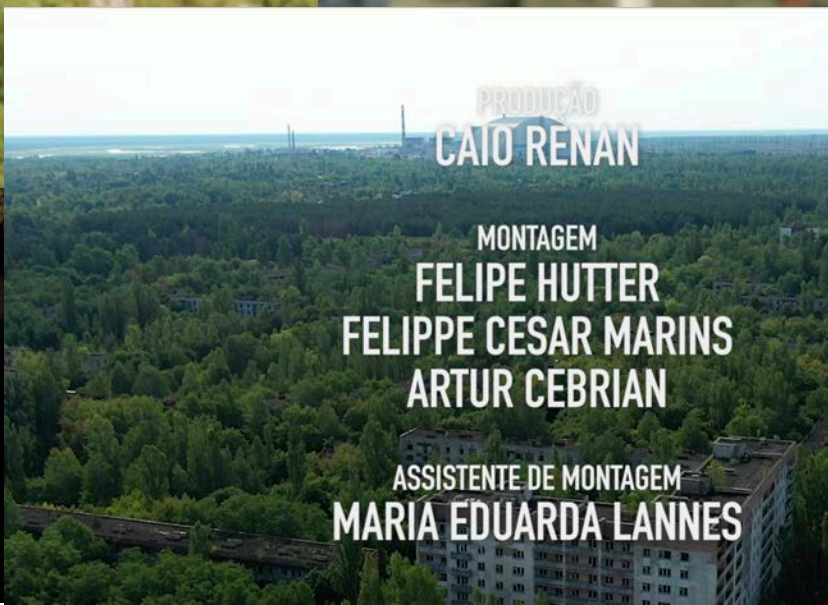 PRODUÇÃO
CAIO RENAN
MONTAGEM
FELIPE HUTTER
FELIPPE CESAR MARINS
ARTUR CEBRIAN
ASSISTENTE DE MONTAGEM
MARIA EDUARDA LANNES